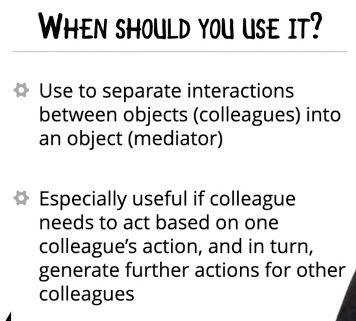 WHEN SHOULD YOU USE IT?
Use to separate interactions
between objects (colleagues) into
an object (mediator)
Especially useful if colleague
needs to act based on one
colleague's action, and in turn,
generate further actions for other
colleagues